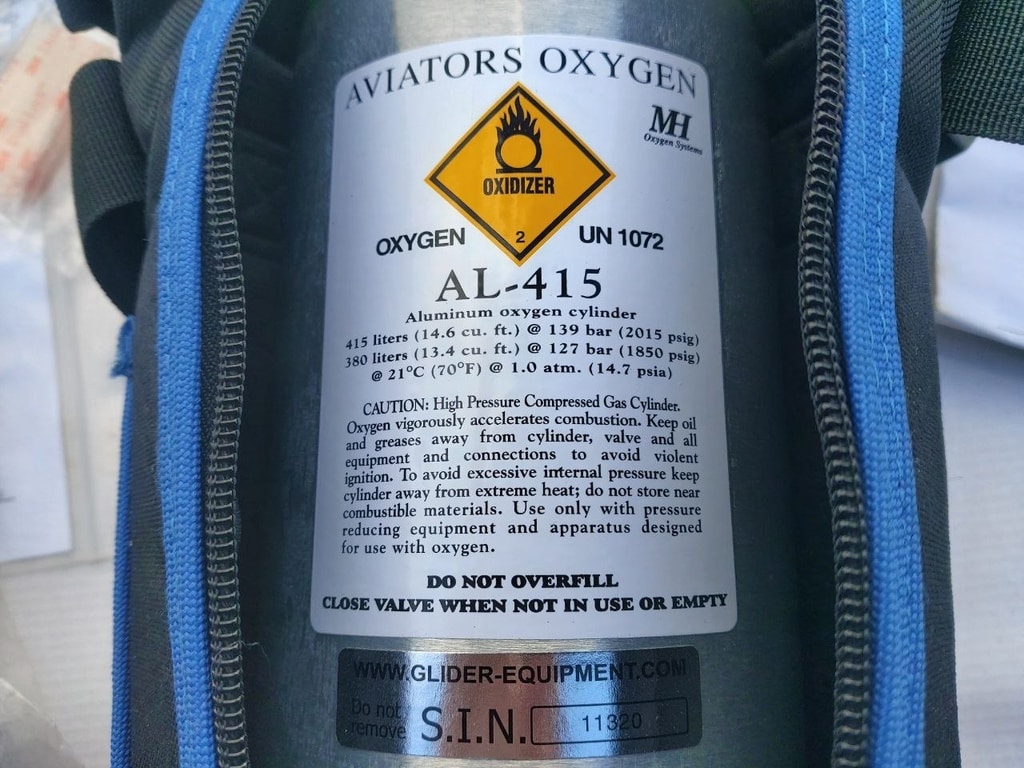 AVIATORS OXYGEN
MH
Oxygen Systems
OXIDIZER
2
OXYGEN
UN 1072
AL-415
Aluminum oxygen cylinder
415 liters (14.6 cu. ft.) @ 139 bar (2015 psig)
380 liters (13.4 cu. ft.) @ 127 bar (1850 psig)
@ 21°C (70°F) @ 1.0 atm. (14.7 psia)
CAUTION: High Pressure Compressed Gas Cylinder.
Oxygen vigorously accelerates combustion. Keep oil
and greases away from cylinder, valve and all
equipment and connections to avoid violent
ignition. To avoid excessive internal pressure keep
cylinder away from extreme heat; do not store near
combustible materials. Use only with pressure
reducing equipment and apparatus designed
for use with oxygen.
DO NOT OVERFILL
CLOSE VALVE WHEN NOT IN USE OR EMPTY
WWW.GLIDER-EQUIPMENT.COM
Do not
remove
S.I.N.
11320